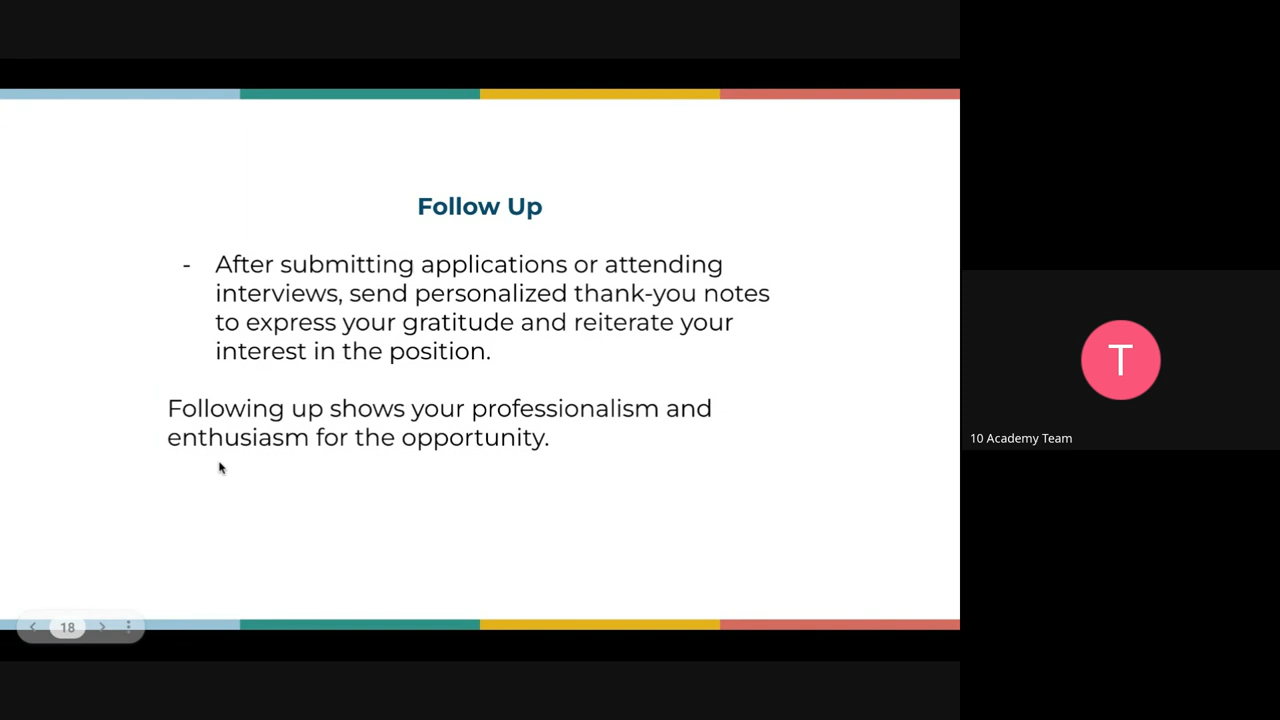 Follow Up
- After submitting applications or attending
interviews, send personalized thank-you notes
to express your gratitude and reiterate your
interest in the position.
Following up shows your professionalism and
enthusiasm for the opportunity.
18
T
10 Academy Team